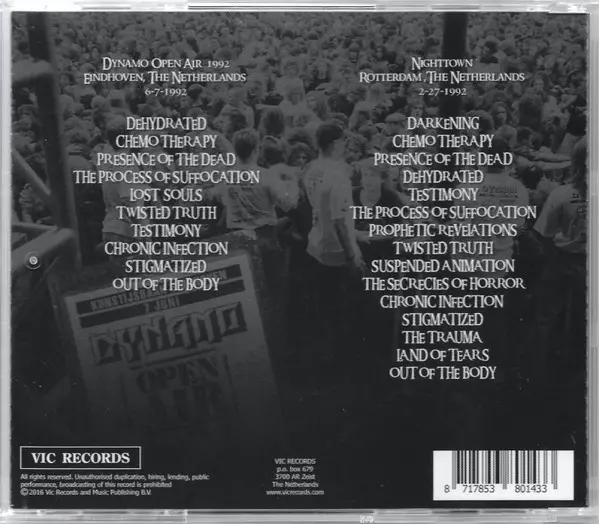 DYNAMO OPEN AIR 1992
EINDHOVEN, THE NETHERLANDS
6-7-1992
DEHYDRATED
CHEMO THERAPY
PRESENCE OF THE DEAD
THE PROCESS OF SUFFOCATION
LOST SOULS
TWISTED TRUTH
TESTIMONY
CHRONIC INFECTION
STIGMATIZED
OUT OF THE BODY
NIGHTTOWN
ROTTERDAM ,THE NETHERLANDS
2-27-1992
DARKENING
CHEMO THERAPY
PRESENCE OF THE DEAD
DEHYDRATED
TESTIMONY
THE PROCESS OF SUFFOCATION
PROPHETIC REVELATIONS
TWISTED TRUTH
SUSPENDED ANIMATION
THE SECRECIES OF HORROR
CHRONIC INFECTION
STIGMATIZED
THE TRAUMA
LAND OF TEARS
OUT OF THE BODY
DYNAMO
OPEN
AIR
VIC RECORDS
All rights reserved. Unauthorised duplication, hiring, lending, public
performance, broadcasting of this record is prohibited
©2016 Vic Records and Music Publishing B.V.
VIC RECORDS
p.o. box 679
3700 AR Zeist
The Netherlands
www.vicrecords.com
8 717853 801433